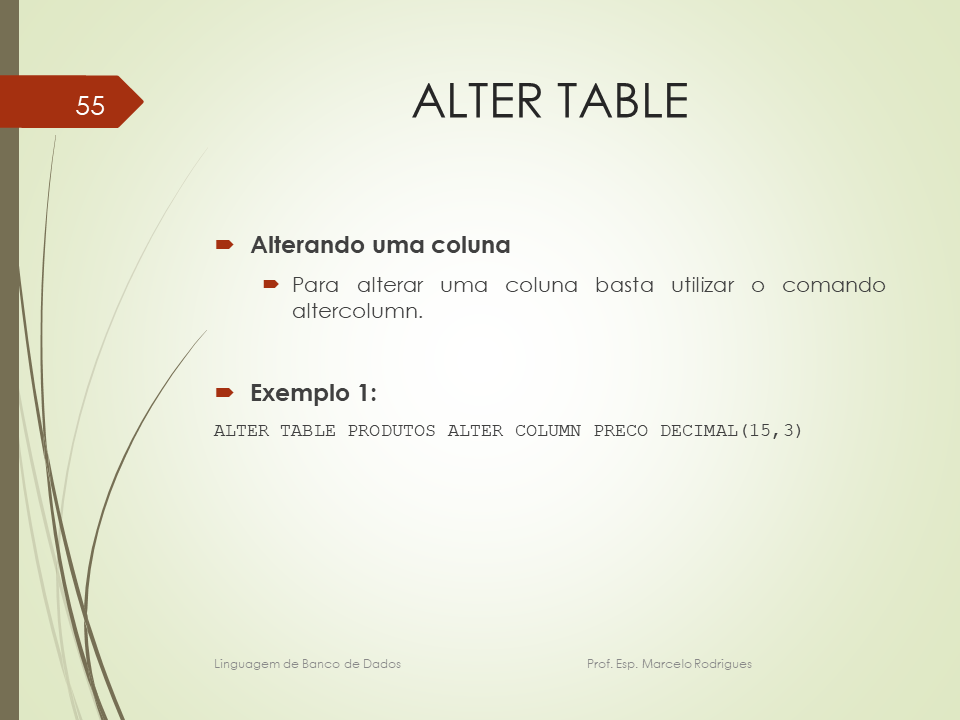 55
ALTER TABLE
Alterando uma coluna
Para alterar uma coluna basta utilizar o comando
altercolumn.
Exemplo 1:
ALTER TABLE PRODUTOS ALTER COLUMN PRECO DECIMAL(15,3)
Linguagem de Banco de Dados Prof. Esp. Marcelo Rodrigues